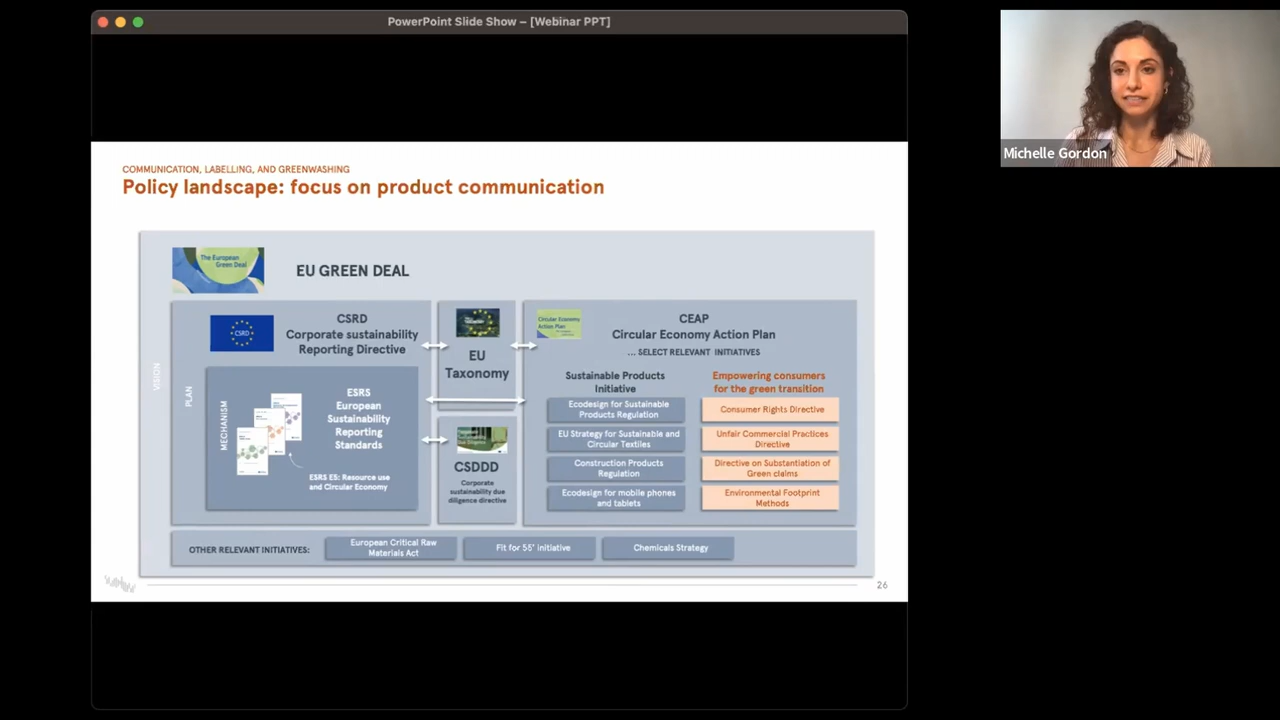 PowerPoint Slide Show – [Webinar PPT]
Michelle Gordon
COMMUNICATION, LABELLING, AND GREENWASHING
Policy landscape: focus on product communication
The European
Green Deal
EU GREEN DEAL
VISION
PLAN
CSRD
CSRD
Corporate sustainability
Reporting Directive
MECHANISM
ESRS
European
Sustainability
Reporting
Standards
ESRS E5: Resource use
and Circular Economy
EU
Taxonomy
CSDDD
Corporate
sustainability due
diligence directive
Circular Economy
Action Plan
CEAP
Circular Economy Action Plan
... SELECT RELEVANT INITIATIVES
Sustainable Products
Initiative
Ecodesign for Sustainable
Products Regulation
EU Strategy for Sustainable and
Circular Textiles
Construction Products
Regulation
Ecodesign for mobile phones
and tablets
Empowering consumers
for the green transition
Consumer Rights Directive
Unfair Commercial Practices
Directive
Directive on Substantiation of
Green claims
Environmental Footprint
Methods
OTHER RELEVANT INITIATIVES:
European Critical Raw
Materials Act
Fit for 55' initiative
Chemicals Strategy
26